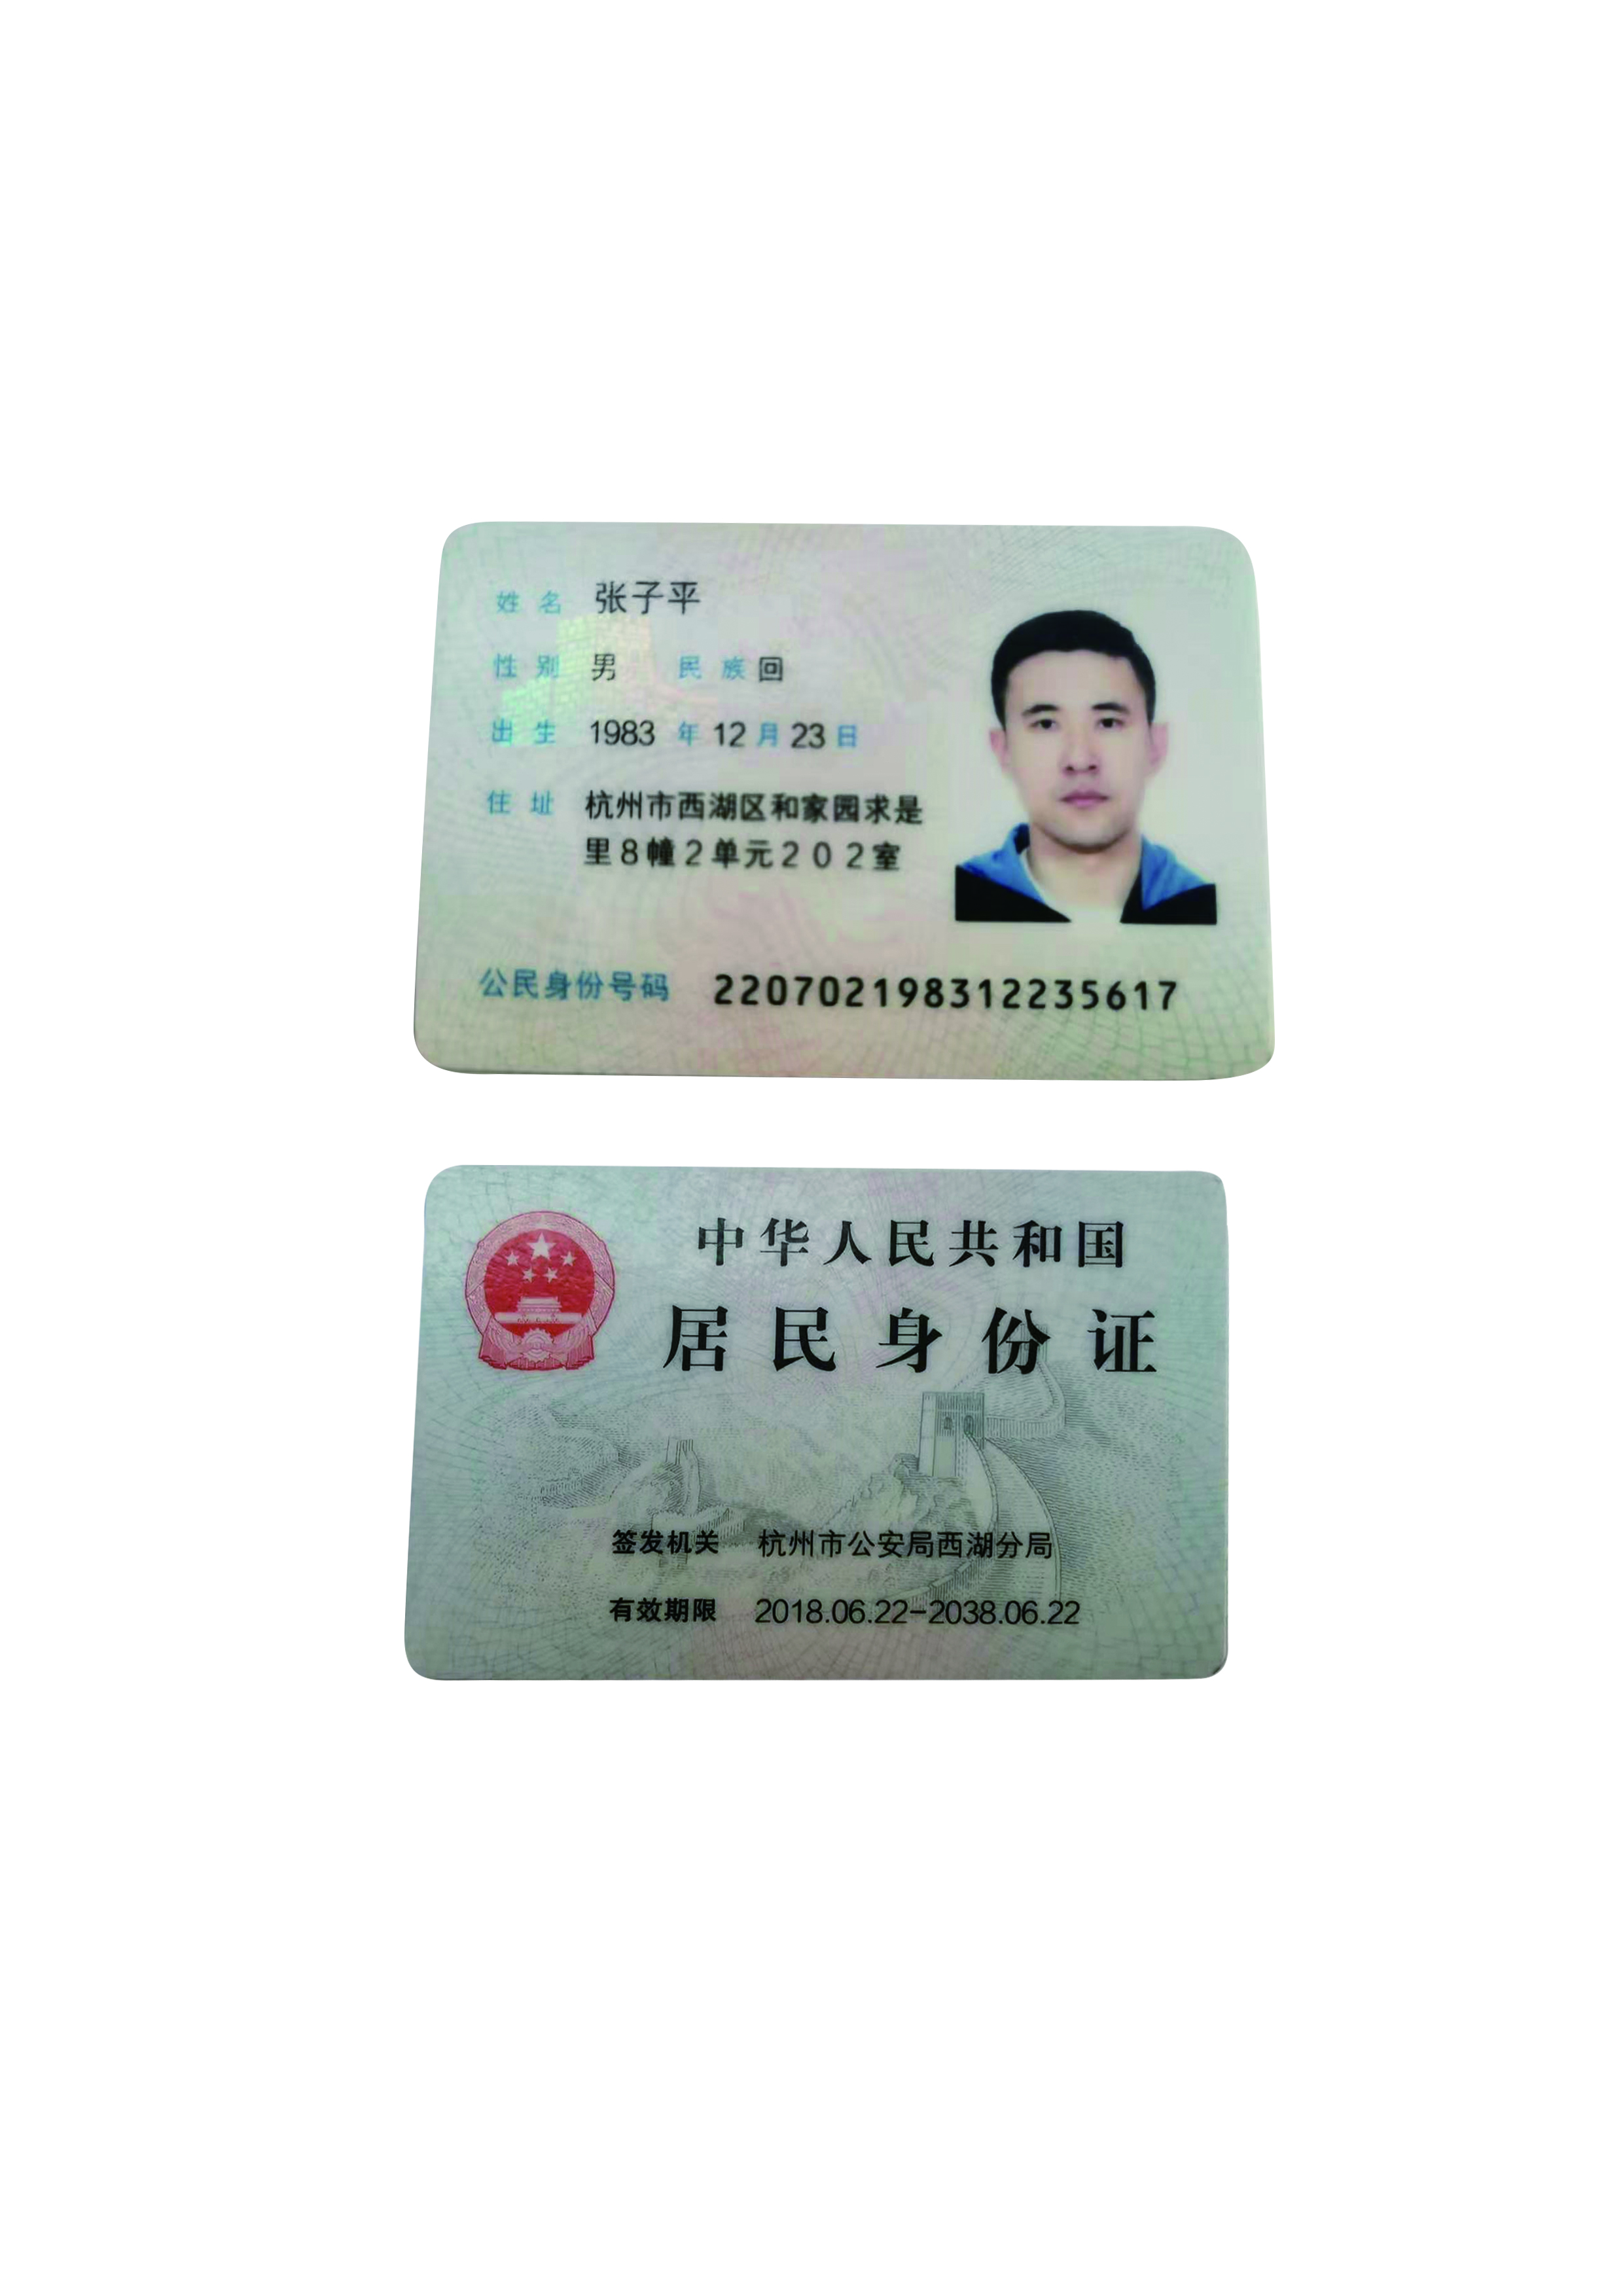 姓名 张子平
性别 男 民族 回
出生 1983 年 12 月 23 日
住址 杭州市西湖区和家园求是
里8幢2单元202室
公民身份号码 220702198312235617
中华人民共和国
居民身份证
签发机关 杭州市公安局西湖分局
有效期限 2018.06.22-2038.06.22